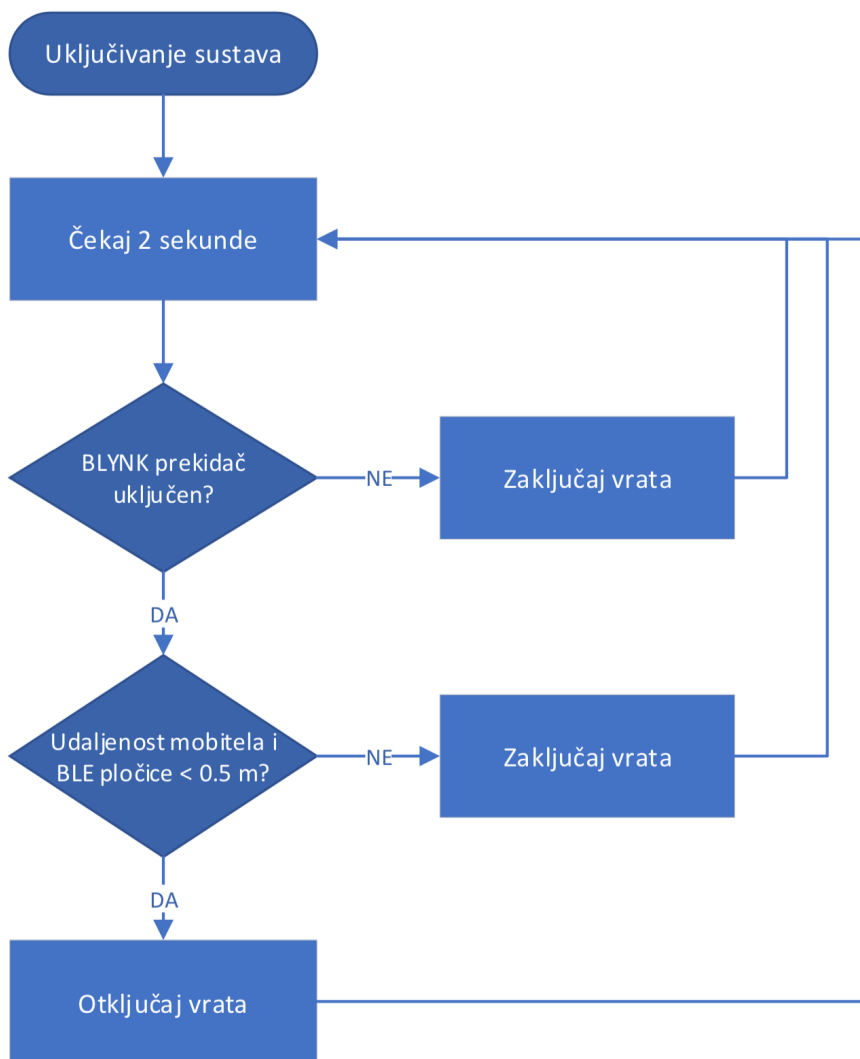 Uključivanje sustava
Čekaj 2 sekunde
BLYNK prekidač
uključen?
NE
Zaključaj vrata
DA
Udaljenost mobitela i
BLE pločice < 0.5 m?
NE
Zaključaj vrata
DA
Otključaj vrata